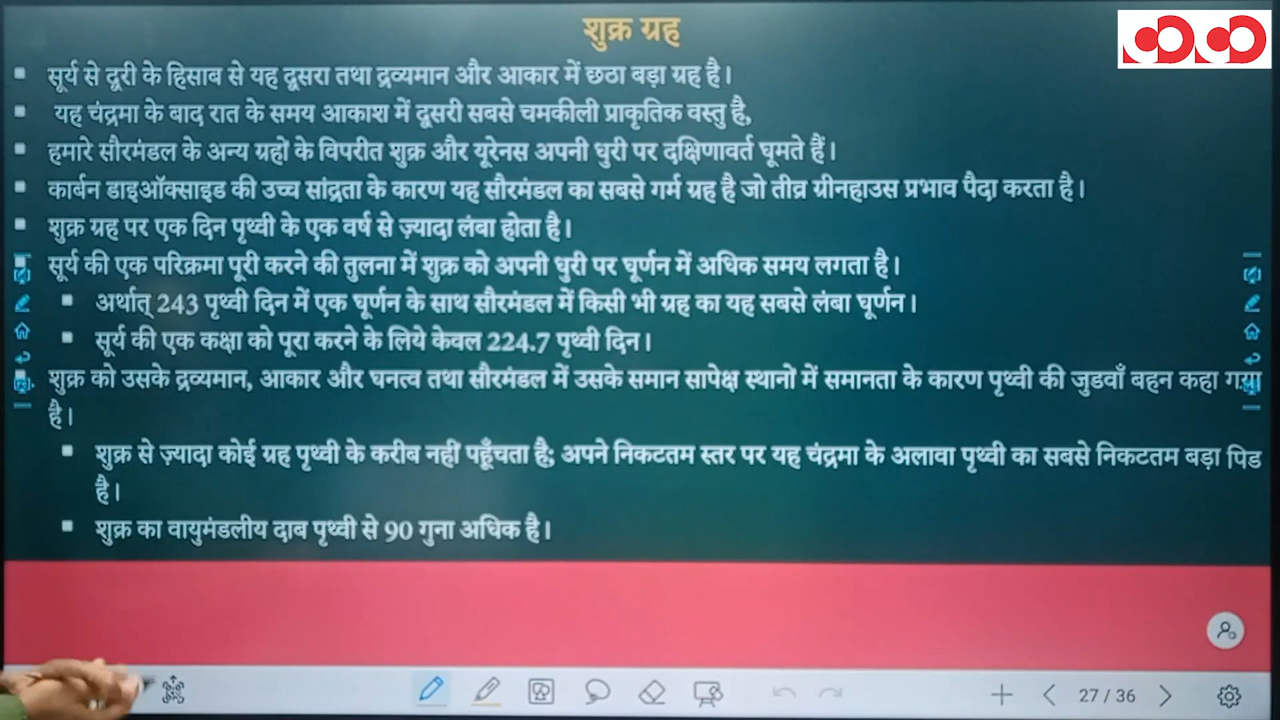 शुक्र ग्रह
सूर्य से दूरी के हिसाब से यह दूसरा तथा द्रव्यमान और आकार में छठा बड़ा ग्रह है।
यह चंद्रमा के बाद रात के समय आकाश में दूसरी सबसे चमकीली प्राकृतिक वस्तु है,
हमारे सौरमंडल के अन्य ग्रहों के विपरीत शुक्र और यूरेनस अपनी धुरी पर दक्षिणावर्त घूमते हैं।
कार्बन डाइऑक्साइड की उच्च सांद्रता के कारण यह सौरमंडल का सबसे गर्म ग्रह है जो तीव्र ग्रीनहाउस प्रभाव पैदा करता है।
शुक्र ग्रह पर एक दिन पृथ्वी के एक वर्ष से ज़्यादा लंबा होता है।
सूर्य की एक परिक्रमा पूरी करने की तुलना में शुक्र को अपनी धुरी पर घूर्णन में अधिक समय लगता है।
अर्थात् 243 पृथ्वी दिन में एक घूर्णन के साथ सौरमंडल में किसी भी ग्रह का यह सबसे लंबा घूर्णन।
सूर्य की एक कक्षा को पूरा करने के लिये केवल 224.7 पृथ्वी दिन।
शुक्र को उसके द्रव्यमान, आकार और घनत्व तथा सौरमंडल में उसके समान सापेक्ष स्थानों में समानता के कारण पृथ्वी की जुडवाँ बहन कहा गया
है।
शुक्र से ज़्यादा कोई ग्रह पृथ्वी के करीब नहीं पहूँचता है; अपने निकटतम स्तर पर यह चंद्रमा के अलावा पृथ्वी का सबसे निकटतम बड़ा पिंड
है।
शुक्र का वायुमंडलीय दाब पृथ्वी से 90 गुना अधिक है।
27 / 36